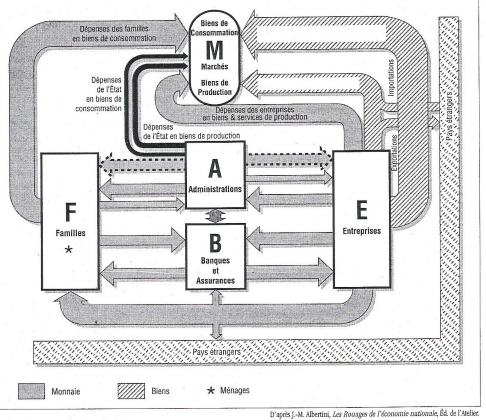 Dépenses des familles
en biens de consommation
Biens de
Consommation
M
Marchés
Biens de
Production
Dépenses
de l'État
en biens de
consommation
Dépenses des entreprises
en biens & services de production
Dépenses
de l'État en biens de production
Importations
Exportations
Pays étrangers
A
Administrations
F
Familles
*
E
Entreprises
B
Banques
et
Assurances
Pays étrangers
Monnaie
Biens
* Ménages
D'après J.-M. Albertini, Les Rouages de l'économie nationale, Éd. de l'Atelier.